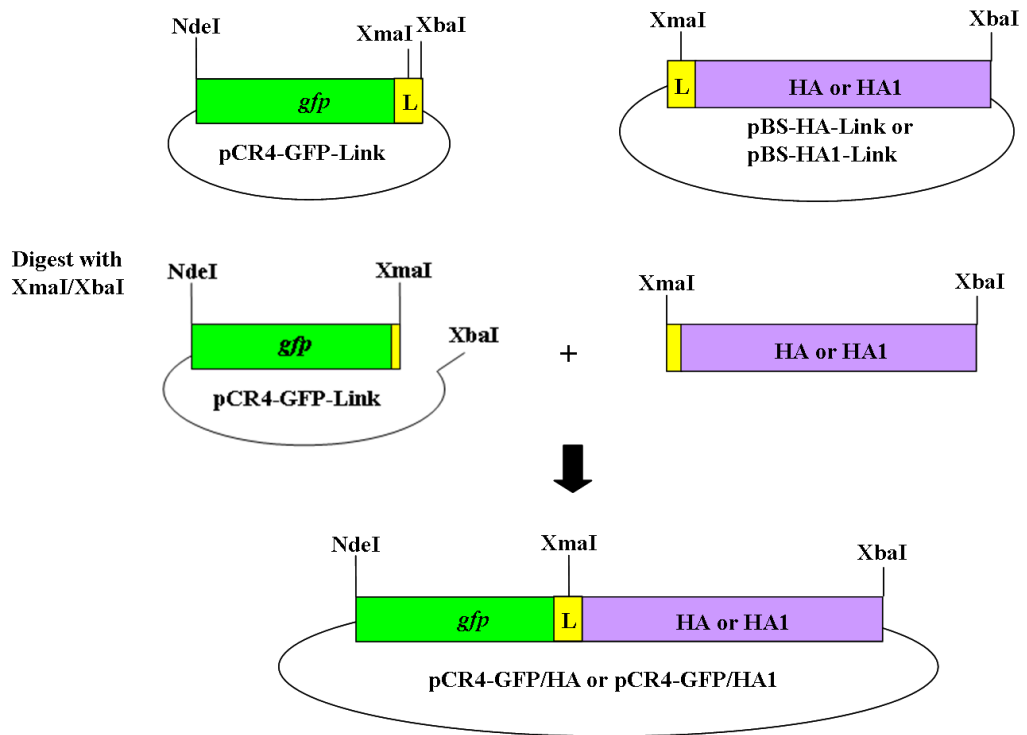 NdeI
XmaI
XbaI
gfp
L
pCR4-GFP-Link
XmaI
XbaI
L
HA or HA1
pBS-HA-Link or
pBS-HA1-Link
Digest with
XmaI/XbaI
NdeI
XmaI
XbaI
gfp
pCR4-GFP-Link
+
XmaI
XbaI
HA or HA1
NdeI
XmaI
XbaI
gfp
L
HA or HA1
pCR4-GFP/HA or pCR4-GFP/HA1